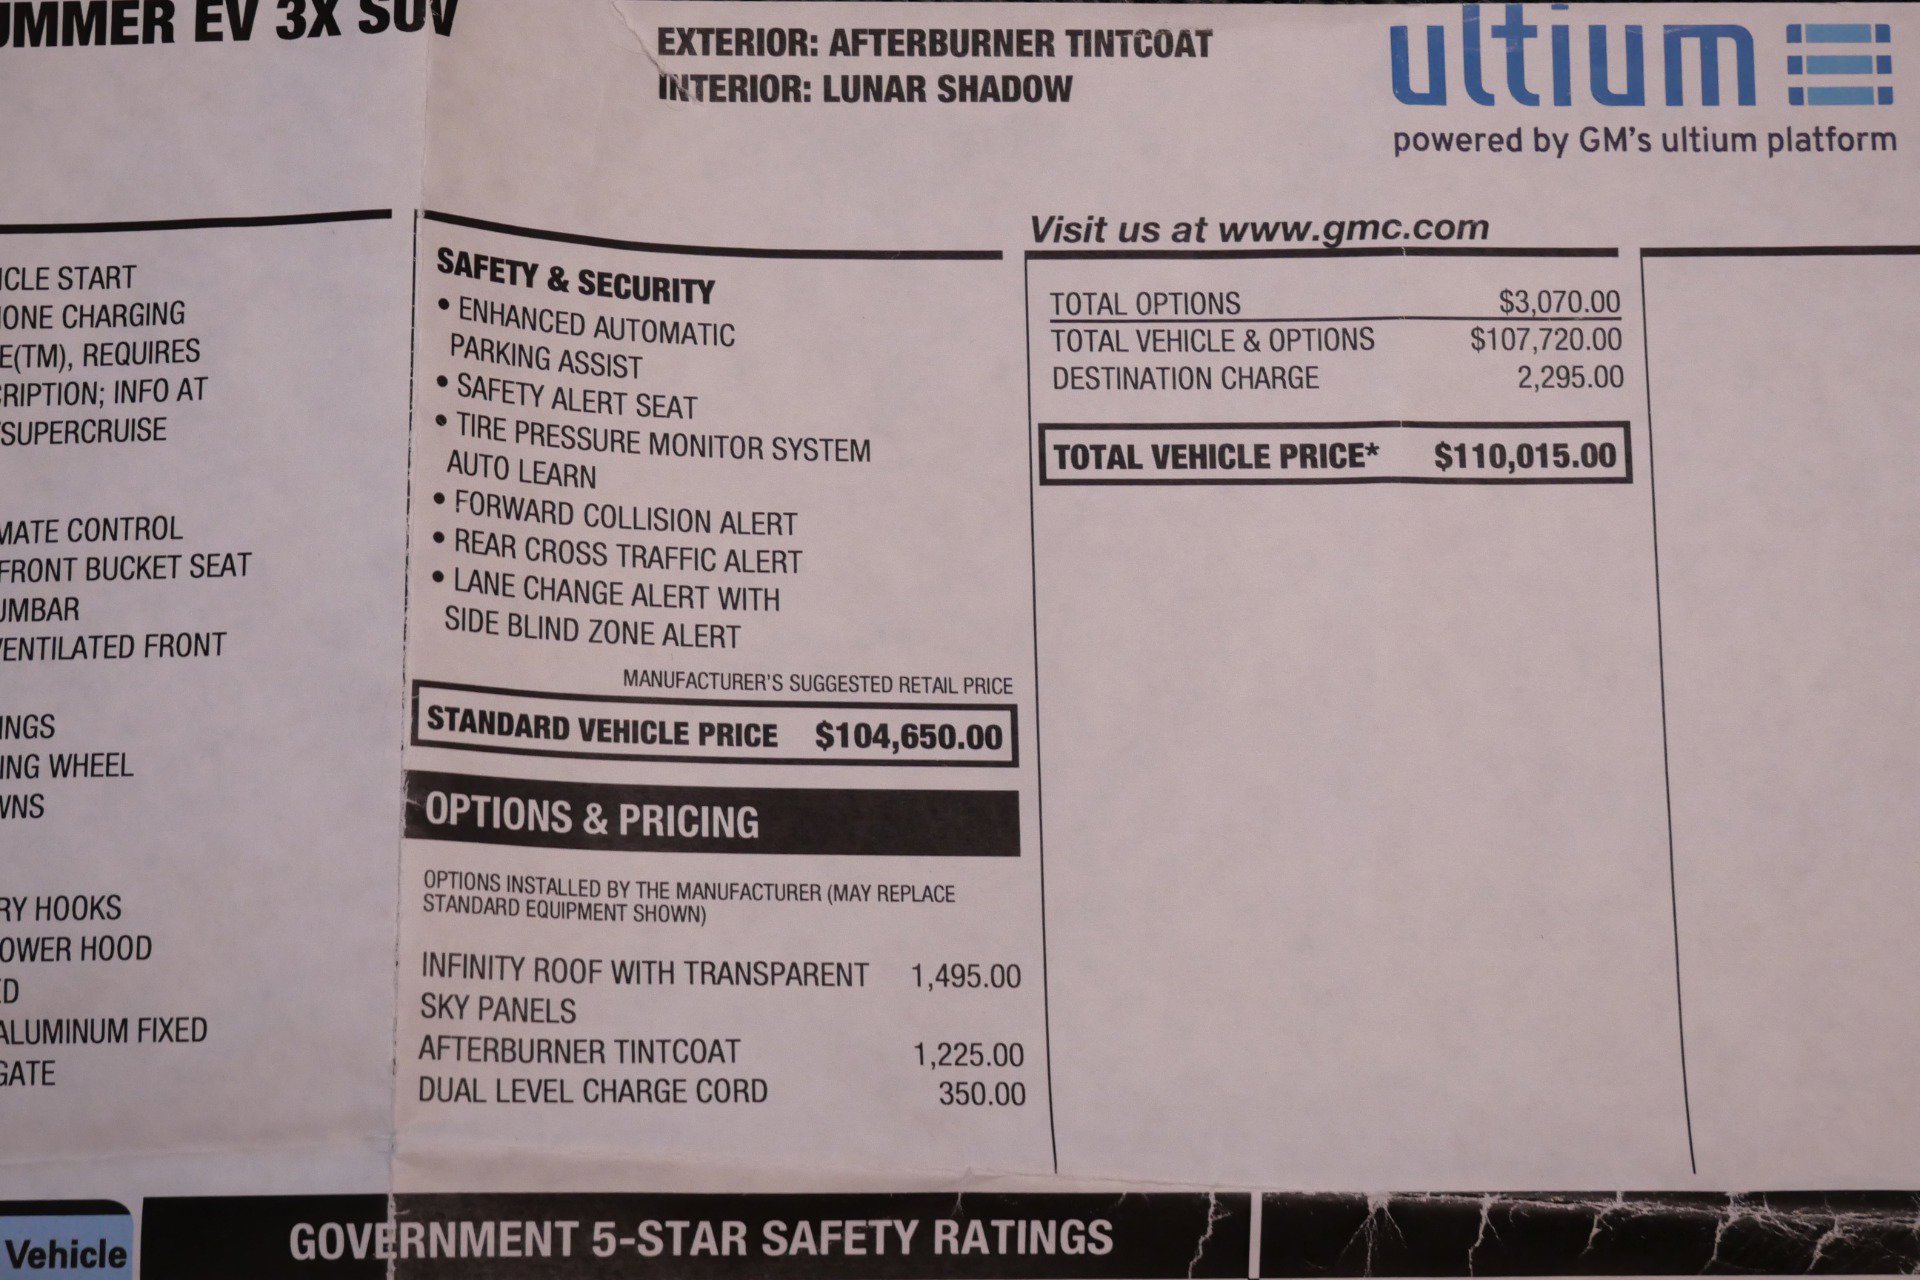 UMMER EV 3X SUV
EXTERIOR: AFTERBURNER TINTCOAT
INTERIOR: LUNAR SHADOW
ultium
powered by GM's ultium platform
ICLE START
ONE CHARGING
E(TM), REQUIRES
RIPTION; INFO AT
/SUPERCRUISE
MATE CONTROL
FRONT BUCKET SEAT
UMBAR
VENTILATED FRONT
INGS
ING WHEEL
WNS
RY HOOKS
OWER HOOD
ED
ALUMINUM FIXED
GATE
SAFETY & SECURITY
• ENHANCED AUTOMATIC
PARKING ASSIST
• SAFETY ALERT SEAT
• TIRE PRESSURE MONITOR SYSTEM
AUTO LEARN
• FORWARD COLLISION ALERT
• REAR CROSS TRAFFIC ALERT
• LANE CHANGE ALERT WITH
SIDE BLIND ZONE ALERT
MANUFACTURER'S SUGGESTED RETAIL PRICE
STANDARD VEHICLE PRICE $104,650.00
OPTIONS & PRICING
OPTIONS INSTALLED BY THE MANUFACTURER (MAY REPLACE
STANDARD EQUIPMENT SHOWN)
INFINITY ROOF WITH TRANSPARENT 1,495.00
SKY PANELS
AFTERBURNER TINTCOAT 1,225.00
DUAL LEVEL CHARGE CORD 350.00
Visit us at www.gmc.com
TOTAL OPTIONS $3,070.00
TOTAL VEHICLE & OPTIONS $107,720.00
DESTINATION CHARGE 2,295.00
TOTAL VEHICLE PRICE* $110,015.00
Vehicle
GOVERNMENT 5-STAR SAFETY RATINGS